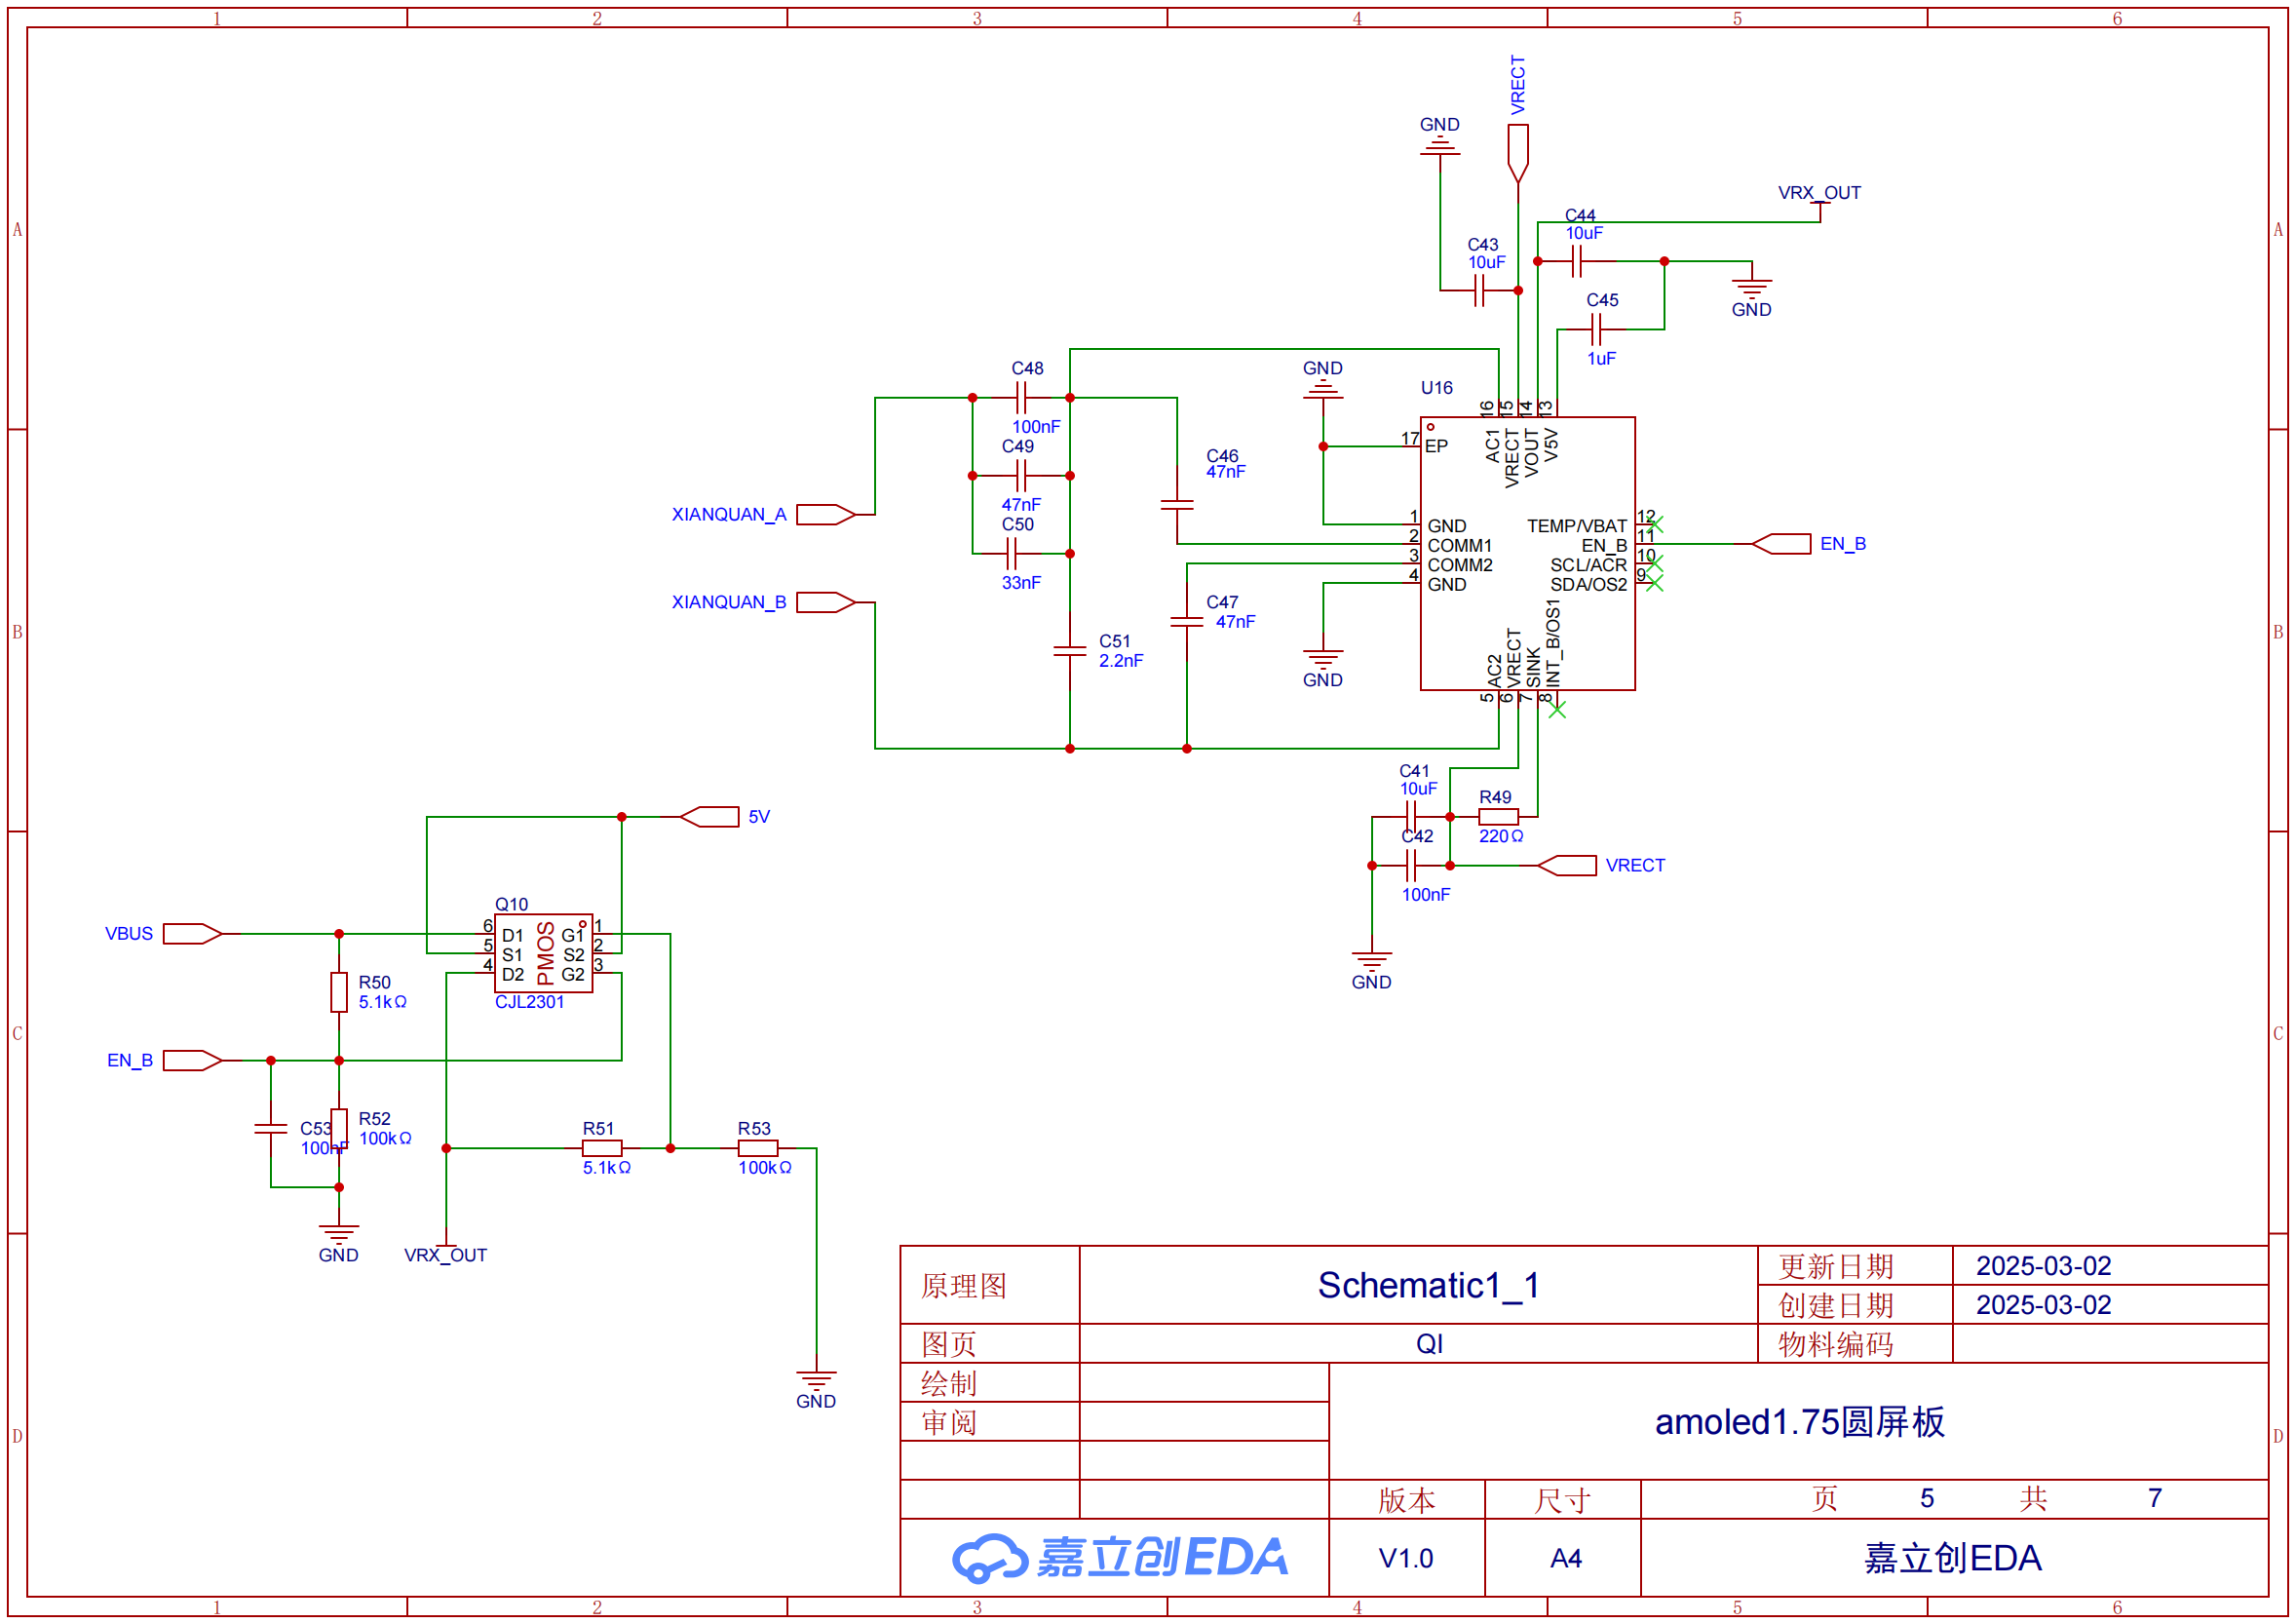 1 2 3 4 5 6
A A
B B
C C
D D
VRECT
GND
VRX_OUT
C44
10uF
C43
10uF
GND
C45
1uF
C48
100nF
C49
47nF
C50
33nF
GND
U16
16 15 14 13
AC1 VRECT VOUT V5V
17 EP
C46
47nF
XIANQUAN_A
1 GND
2 COMM1
3 COMM2
4 GND
TEMP/VBAT 12
EN_B 11
SCL/ACR 10
SDA/OS2 9
EN_B
XIANQUAN_B
C47
47nF
C51
2.2nF
GND
AC2 VRECT SINK INT_B/OS1
5 6 7 8
C41
10uF
R49
220Ω
C42
100nF
VRECT
GND
5V
Q10
VBUS
6 D1 G1 1
5 S1 S2 2
4 D2 G2 3
PMOS
CJL2301
R50
5.1kΩ
EN_B
C53
100nF
R52
100kΩ
R51
5.1kΩ
R53
100kΩ
GND
VRX_OUT
GND
原理图 Schematic1_1 更新日期 2025-03-02
创建日期 2025-03-02
图页 QI 物料编码
绘制
审阅
amoled1.75圆屏板
版本 尺寸 页 5 共 7
嘉立创EDA V1.0 A4 嘉立创EDA
1 2 3 4 5 6